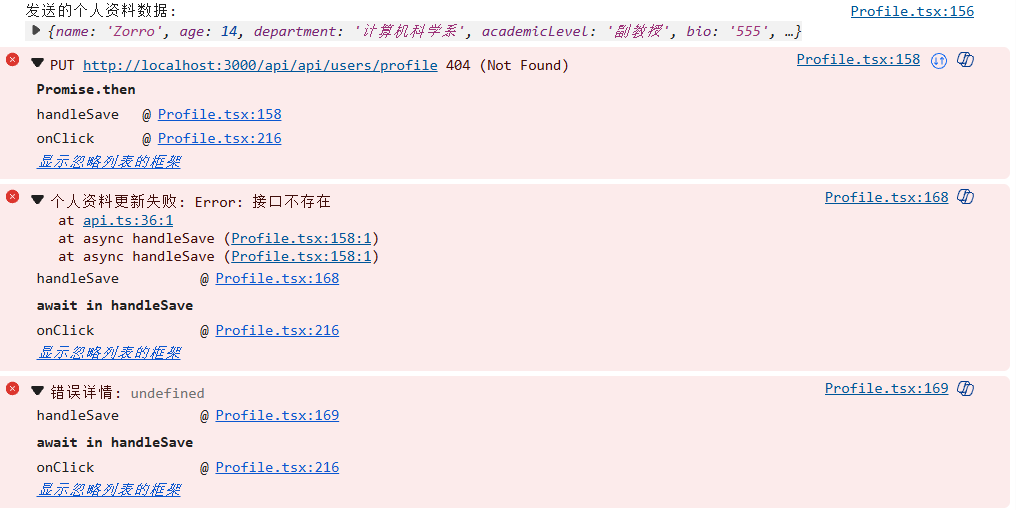 发送的个人资料数据: Profile.tsx:156
{name: 'Zorro', age: 14, department: '计算机科学系', academicLevel: '副教授', bio: '555', …}
PUT http://localhost:3000/api/api/users/profile 404 (Not Found) Profile.tsx:158
Promise.then
handleSave @ Profile.tsx:158
onClick @ Profile.tsx:216
显示忽略列表的框架
个人资料更新失败: Error: 接口不存在 Profile.tsx:168
at api.ts:36:1
at async handleSave (Profile.tsx:158:1)
at async handleSave (Profile.tsx:158:1)
handleSave @ Profile.tsx:168
await in handleSave
onClick @ Profile.tsx:216
显示忽略列表的框架
错误详情: undefined Profile.tsx:169
handleSave @ Profile.tsx:169
await in handleSave
onClick @ Profile.tsx:216
显示忽略列表的框架